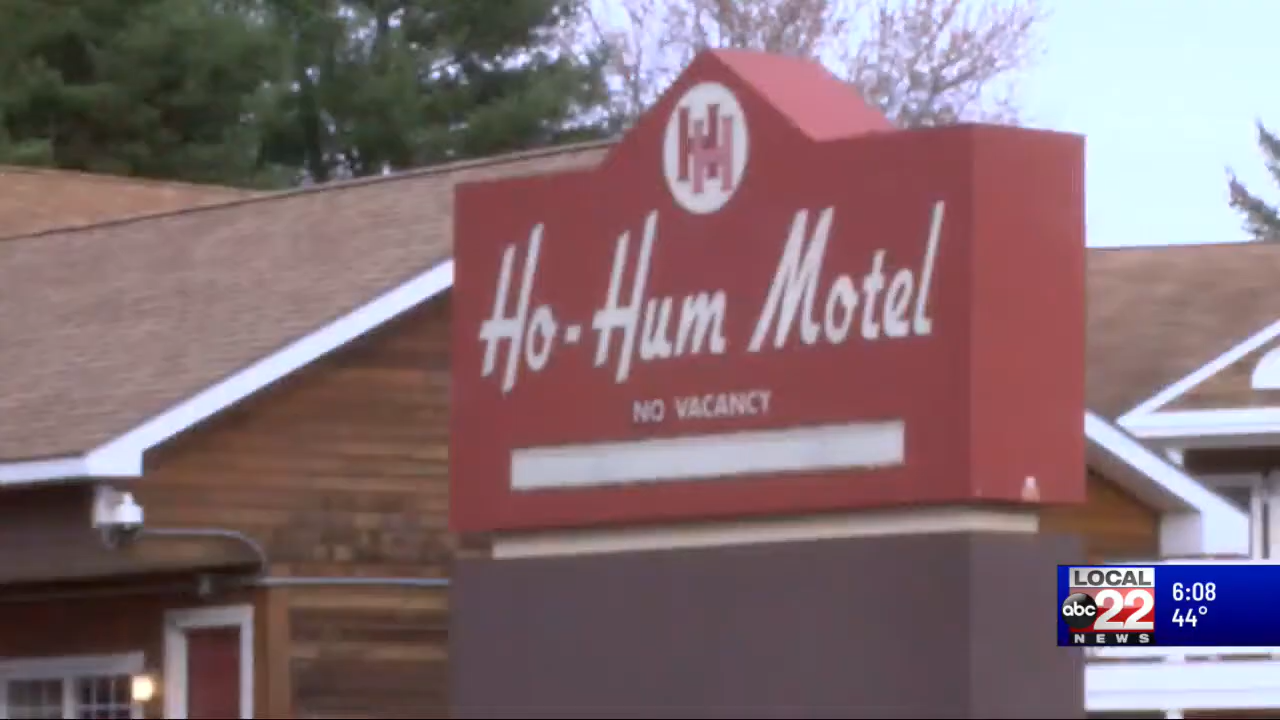 HH
Ho-Hum Motel
NO VACANCY
LOCAL
abc 22
NEWS
6:08
44°